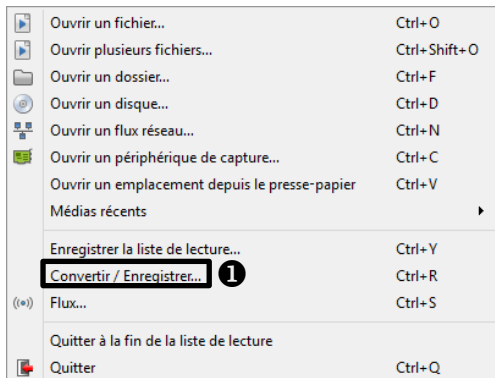 Ouvrir un fichier... Ctrl+O
Ouvrir plusieurs fichiers... Ctrl+Shift+O
Ouvrir un dossier... Ctrl+F
Ouvrir un disque... Ctrl+D
Ouvrir un flux réseau... Ctrl+N
Ouvrir un périphérique de capture... Ctrl+C
Ouvrir un emplacement depuis le presse-papier Ctrl+V
Médias récents
Enregistrer la liste de lecture... Ctrl+Y
Convertir / Enregistrer... ❶ Ctrl+R
Flux... Ctrl+S
Quitter à la fin de la liste de lecture
Quitter Ctrl+Q